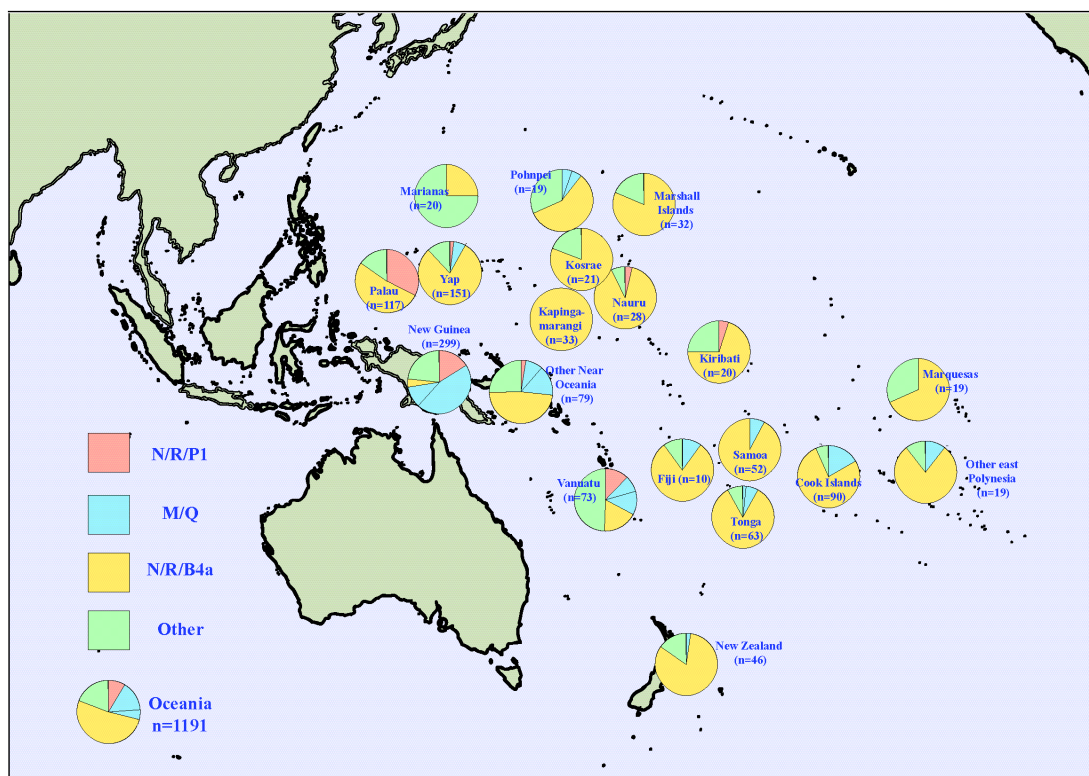 Marianas
(n=20)
Pohnpei
(n=19)
Marshall
Islands
(n=32)
Palau
(n=117)
Yap
(n=151)
Kosrae
(n=21)
Nauru
(n=28)
Kapinga-
marangi
(n=33)
New Guinea
(n=299)
Other Near
Oceania
(n=79)
Kiribati
(n=20)
Marquesas
(n=19)
Vanuatu
(n=73)
Fiji (n=10)
Samoa
(n=52)
Tonga
(n=63)
Cook Islands
(n=90)
Other east
Polynesia
(n=19)
New Zealand
(n=46)
N/R/P1
M/Q
N/R/B4a
Other
Oceania
n=1191